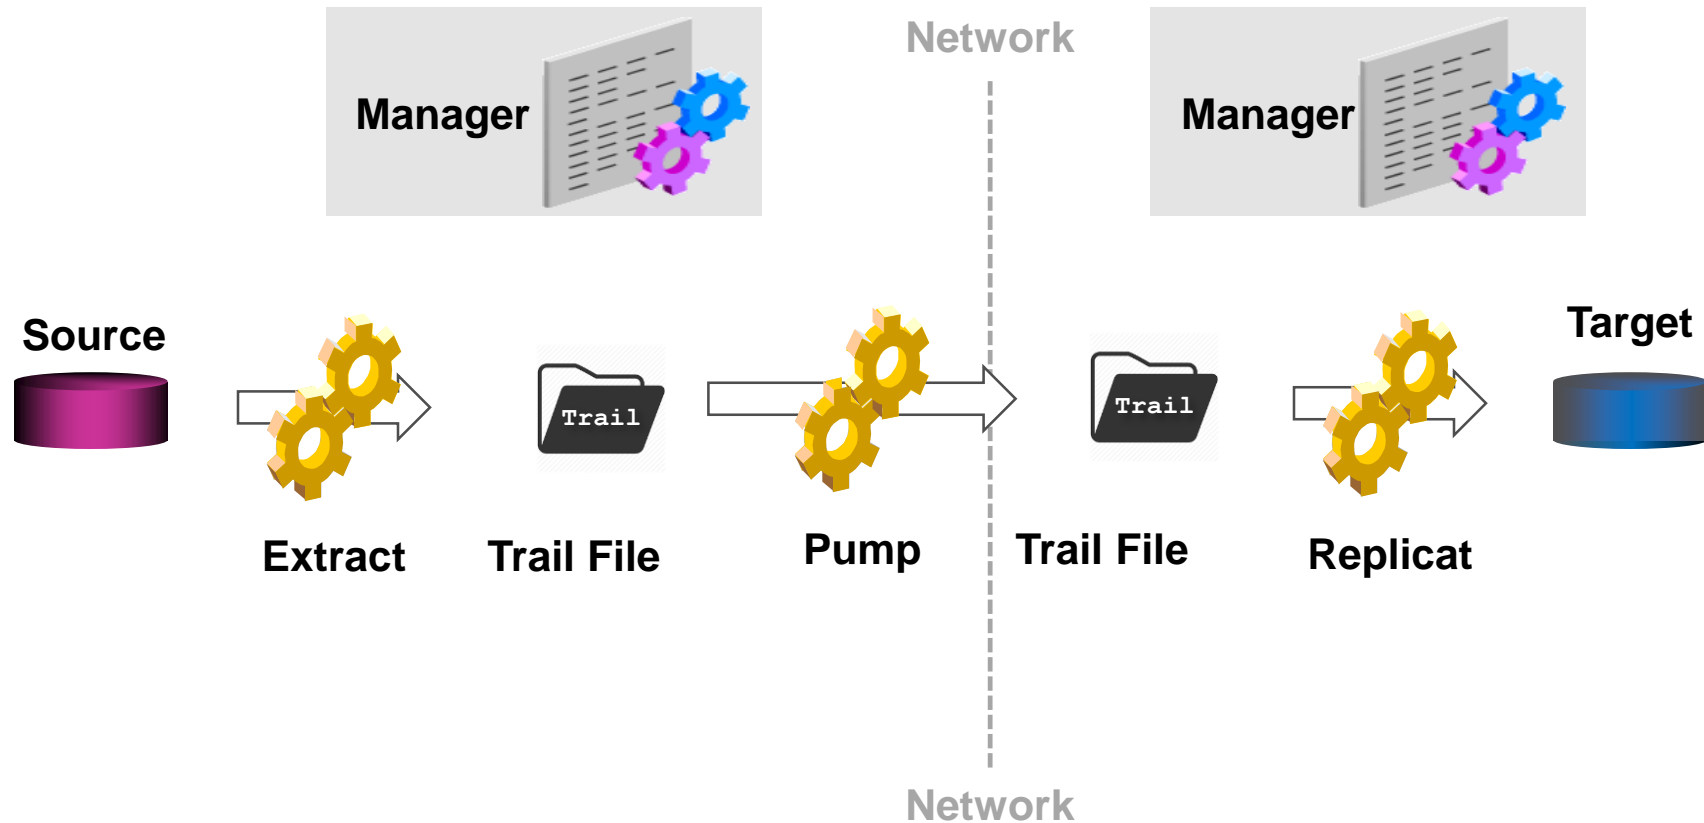 Network
Manager
Manager
Source
Target
Trail
Trail
Extract
Trail File
Pump
Trail File
Replicat
Network